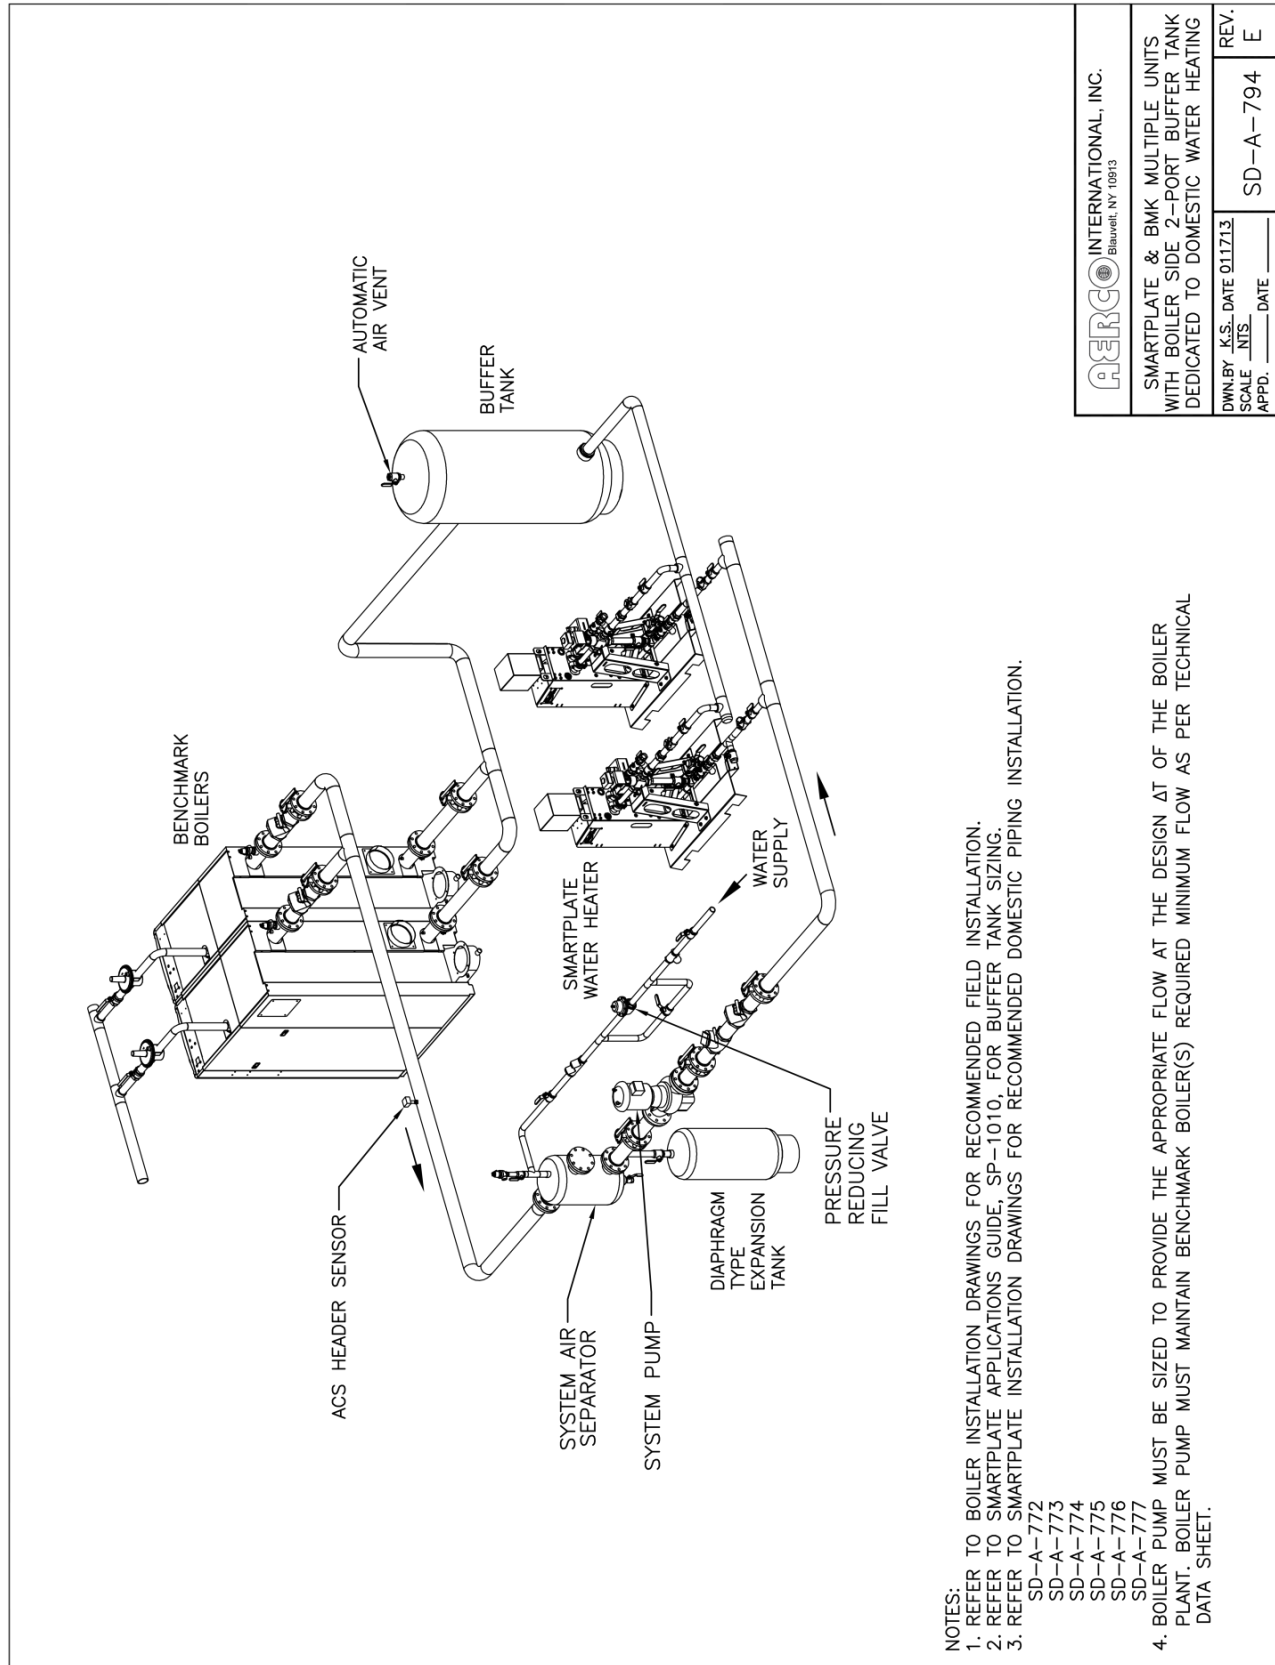 AUTOMATIC
AIR VENT
BUFFER
TANK
BENCHMARK
BOILERS
SMARTPLATE
WATER HEATER
WATER
SUPPLY
ACS HEADER SENSOR
SYSTEM AIR
SEPARATOR
SYSTEM PUMP
DIAPHRAGM
TYPE
EXPANSION
TANK
PRESSURE
REDUCING
FILL VALVE
NOTES:
1. REFER TO BOILER INSTALLATION DRAWINGS FOR RECOMMENDED FIELD INSTALLATION.
2. REFER TO SMARTPLATE APPLICATIONS GUIDE, SP-1010, FOR BUFFER TANK SIZING.
3. REFER TO SMARTPLATE INSTALLATION DRAWINGS FOR RECOMMENDED DOMESTIC PIPING INSTALLATION.
SD-A-772
SD-A-773
SD-A-774
SD-A-775
SD-A-776
SD-A-777
4. BOILER PUMP MUST BE SIZED TO PROVIDE THE APPROPRIATE FLOW AT THE DESIGN ΔT OF THE BOILER
PLANT. BOILER PUMP MUST MAINTAIN BENCHMARK BOILER(S) REQUIRED MINIMUM FLOW AS PER TECHNICAL
DATA SHEET.
AERCO INTERNATIONAL, INC.
Blauvelt, NY 10913
SMARTPLATE & BMK MULTIPLE UNITS
WITH BOILER SIDE 2-PORT BUFFER TANK
DEDICATED TO DOMESTIC WATER HEATING
DWN.BY K.S. DATE 011713
SCALE NTS
APPD. DATE
SD-A-794
REV.
E